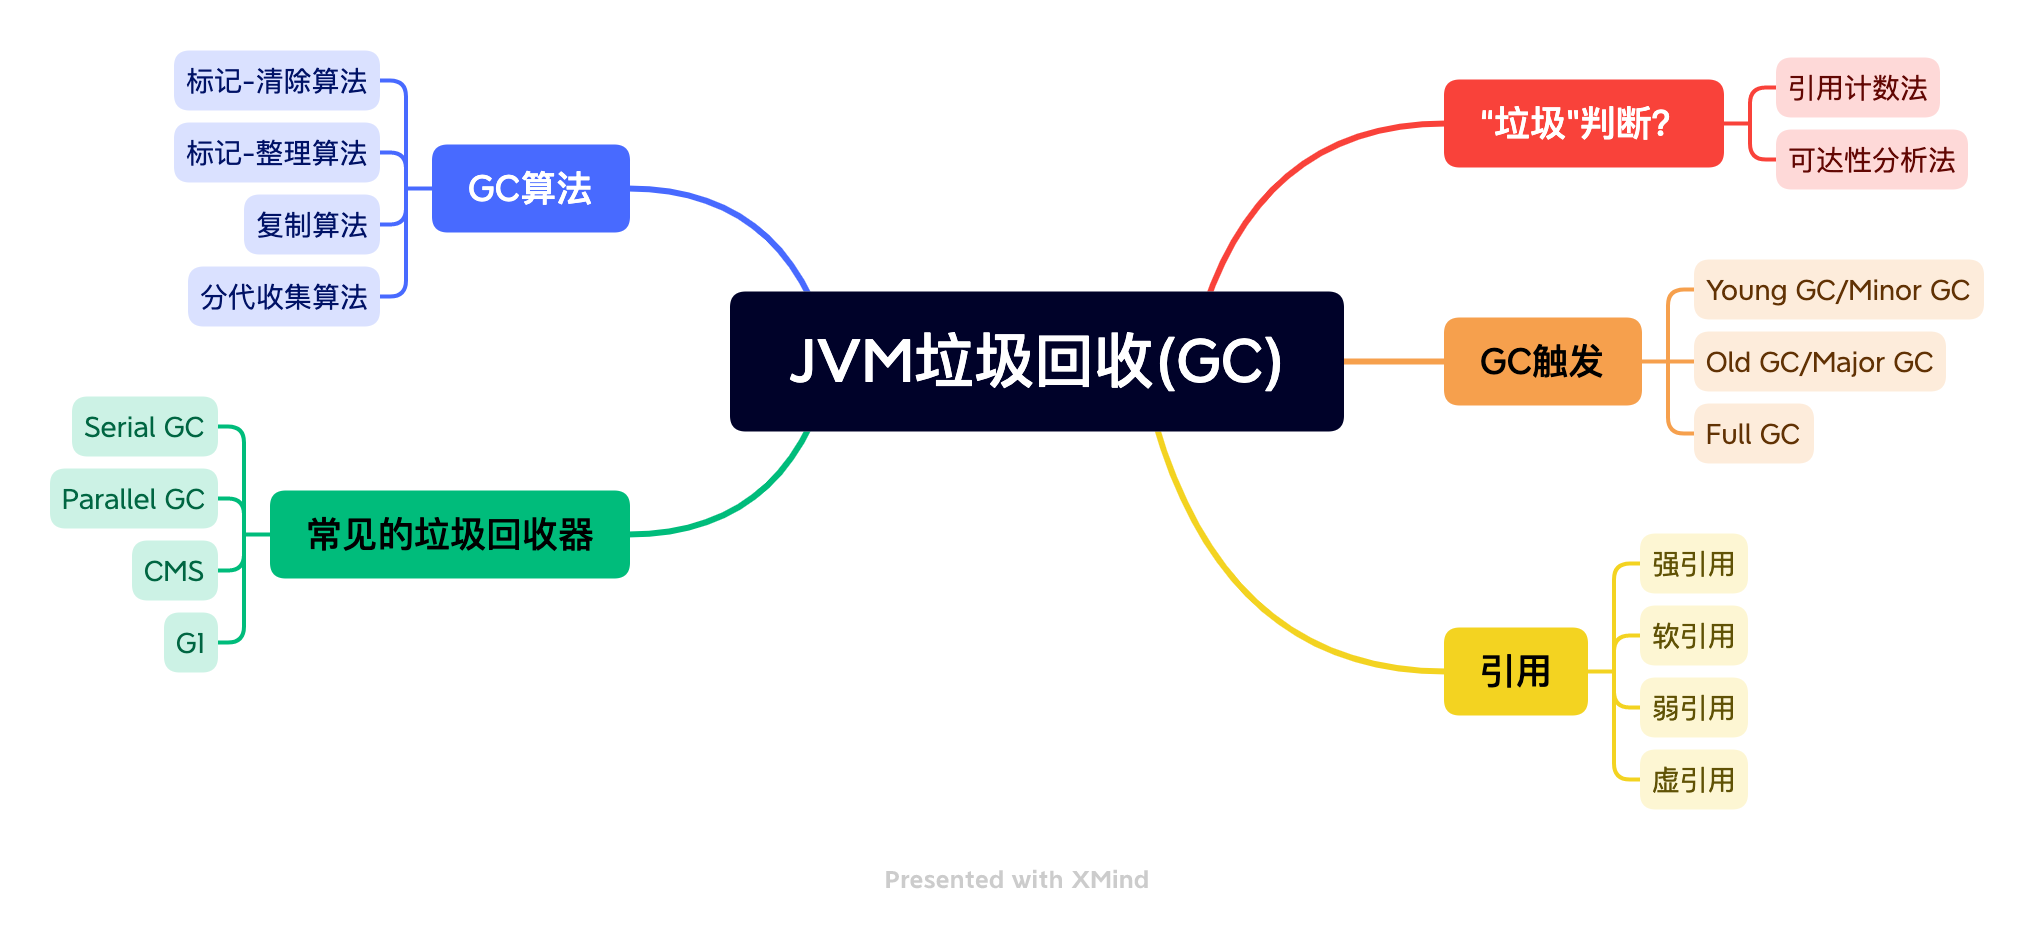 JVM垃圾回收(GC)
“垃圾"判断?
引用计数法
可达性分析法
GC触发
Young GC/Minor GC
Old GC/Major GC
Full GC
引用
强引用
软引用
弱引用
虚引用
GC算法
标记-清除算法
标记-整理算法
复制算法
分代收集算法
常见的垃圾回收器
Serial GC
Parallel GC
CMS
G1
Presented with XMind